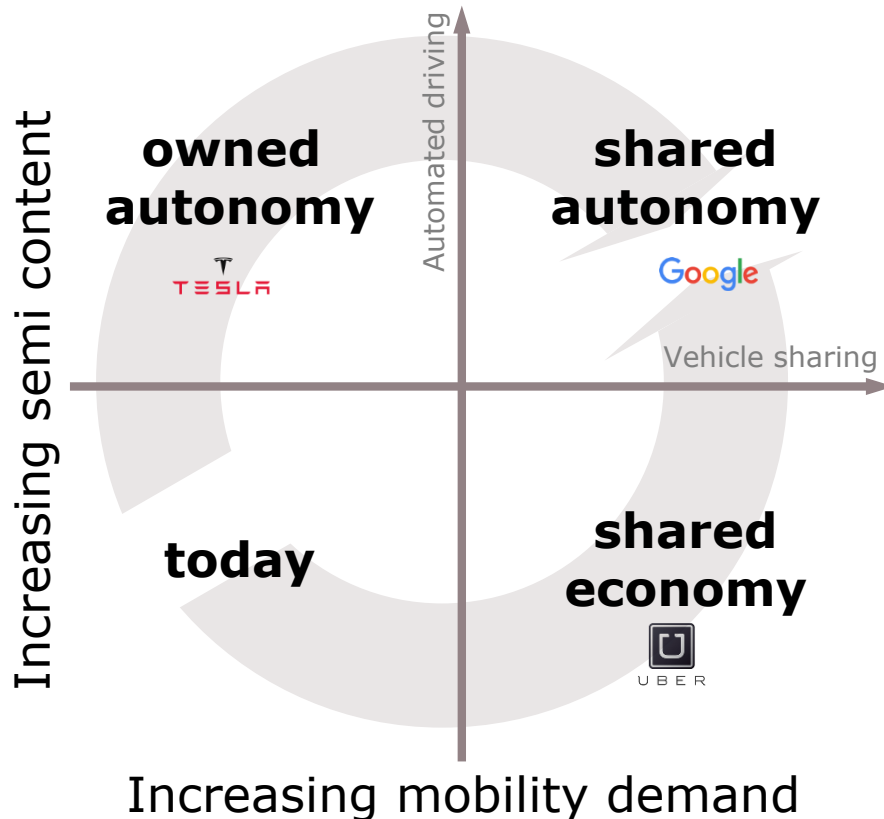 Increasing semi content
Automated driving
owned
autonomy
TESLA
shared
autonomy
Google
Vehicle sharing
today
shared
economy
U
UBER
Increasing mobility demand